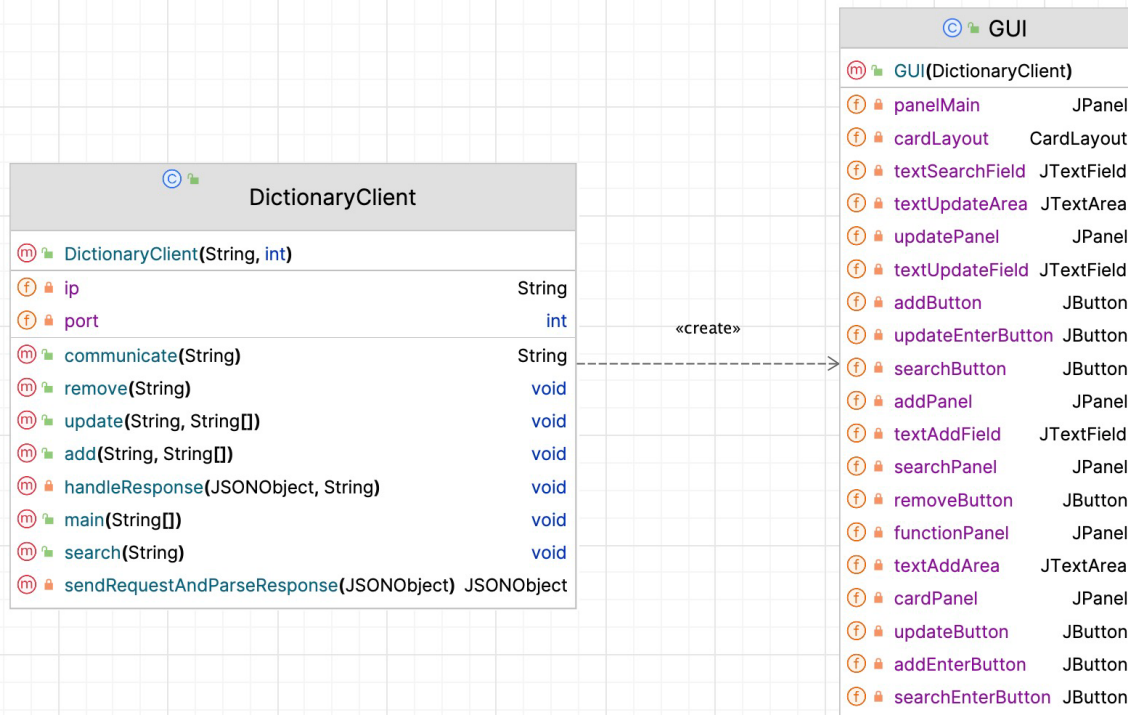 DictionaryClient
DictionaryClient(String, int)
ip String
port int
communicate(String) String
remove(String) void
update(String, String[]) void
add(String, String[]) void
handleResponse(JSONObject, String) void
main(String[]) void
search(String) void
sendRequestAndParseResponse(JSONObject) JSONObject
«create»
GUI
GUI(DictionaryClient)
panelMain JPanel
cardLayout CardLayout
textSearchField JTextField
textUpdateArea JTextArea
updatePanel JPanel
textUpdateField JTextField
addButton JButton
updateEnterButton JButton
searchButton JButton
addPanel JPanel
textAddField JTextField
searchPanel JPanel
removeButton JButton
functionPanel JPanel
textAddArea JTextArea
cardPanel JPanel
updateButton JButton
addEnterButton JButton
searchEnterButton JButton